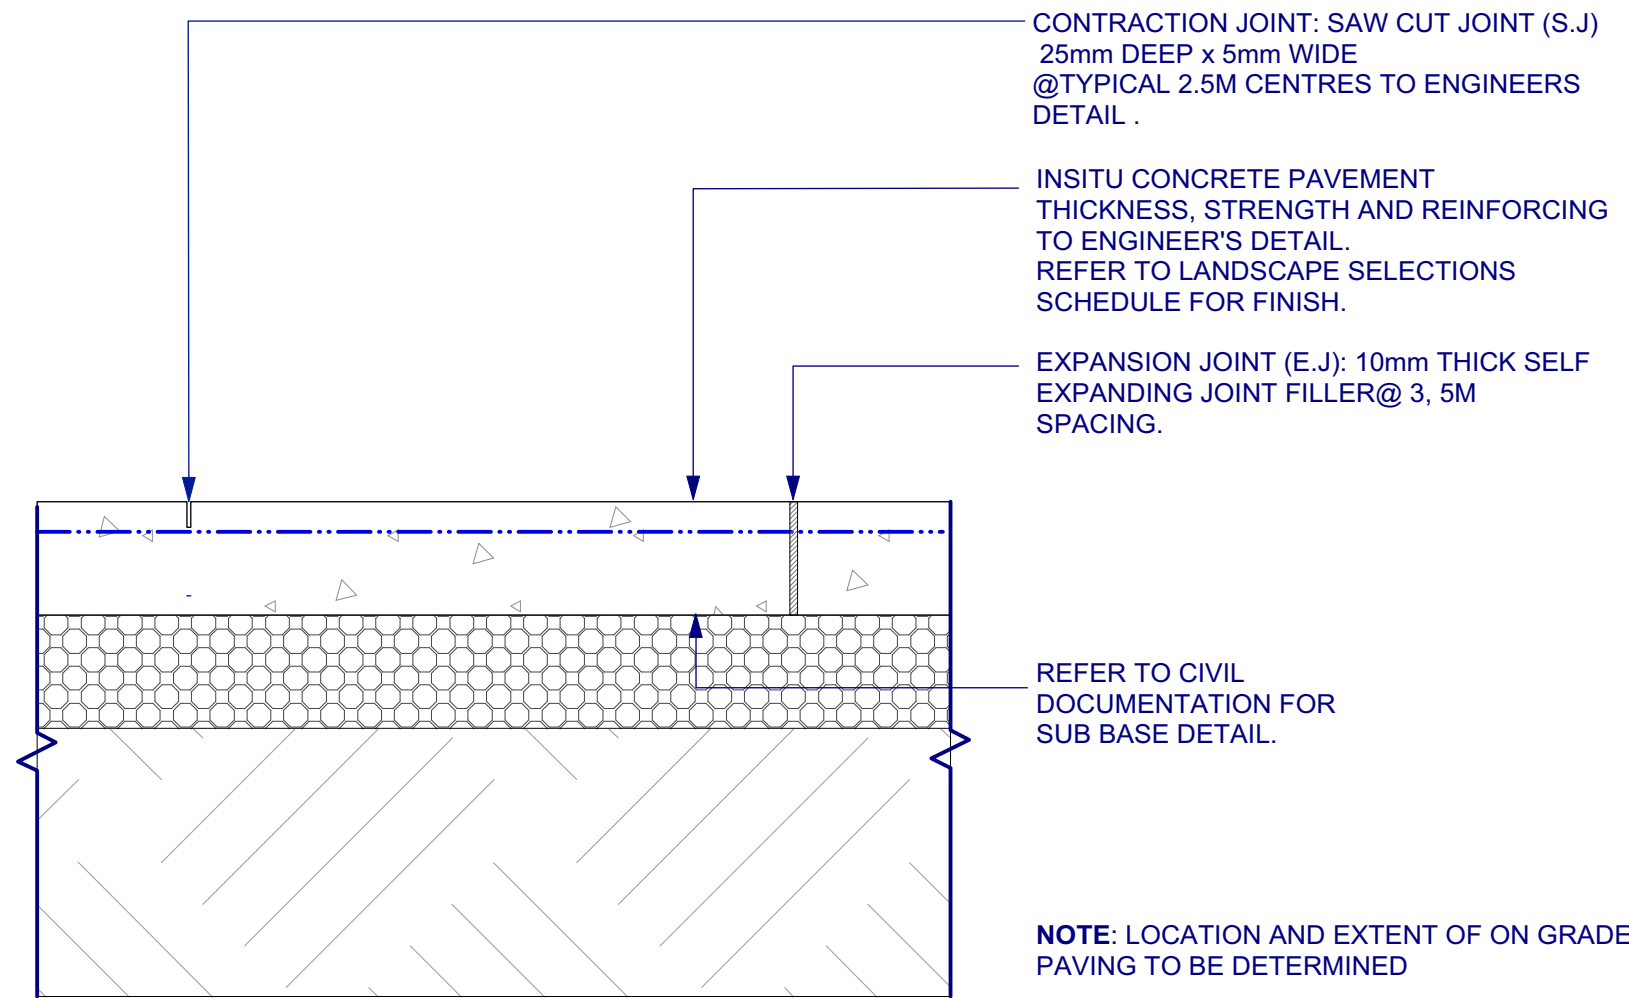 CONTRACTION JOINT: SAW CUT JOINT (S.J)
25mm DEEP x 5mm WIDE
@TYPICAL 2.5M CENTRES TO ENGINEERS
DETAIL .
INSITU CONCRETE PAVEMENT
THICKNESS, STRENGTH AND REINFORCING
TO ENGINEER'S DETAIL.
REFER TO LANDSCAPE SELECTIONS
SCHEDULE FOR FINISH.
EXPANSION JOINT (E.J): 10mm THICK SELF
EXPANDING JOINT FILLER@ 3, 5M
SPACING.
REFER TO CIVIL
DOCUMENTATION FOR
SUB BASE DETAIL.
NOTE: LOCATION AND EXTENT OF ON GRADE
PAVING TO BE DETERMINED